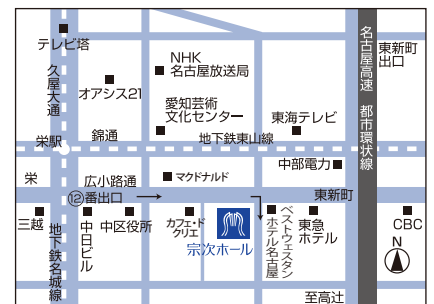 テレビ塔
NHK
名古屋放送局
オアシス21
愛知芸術
文化センター
東海テレビ
東新町
出口
名古屋高速 都市環状線
久屋大通
栄駅
錦通
地下鉄東山線
中部電力
栄
広小路通
マクドナルド
東新町
⑫番出口
三越
地下鉄名城線
中日ビル
中区役所
カフェ・ド
クリエ
宗次ホール
ベストウェスタン
ホテル名古屋
東急
ホテル
CBC
N
至高辻